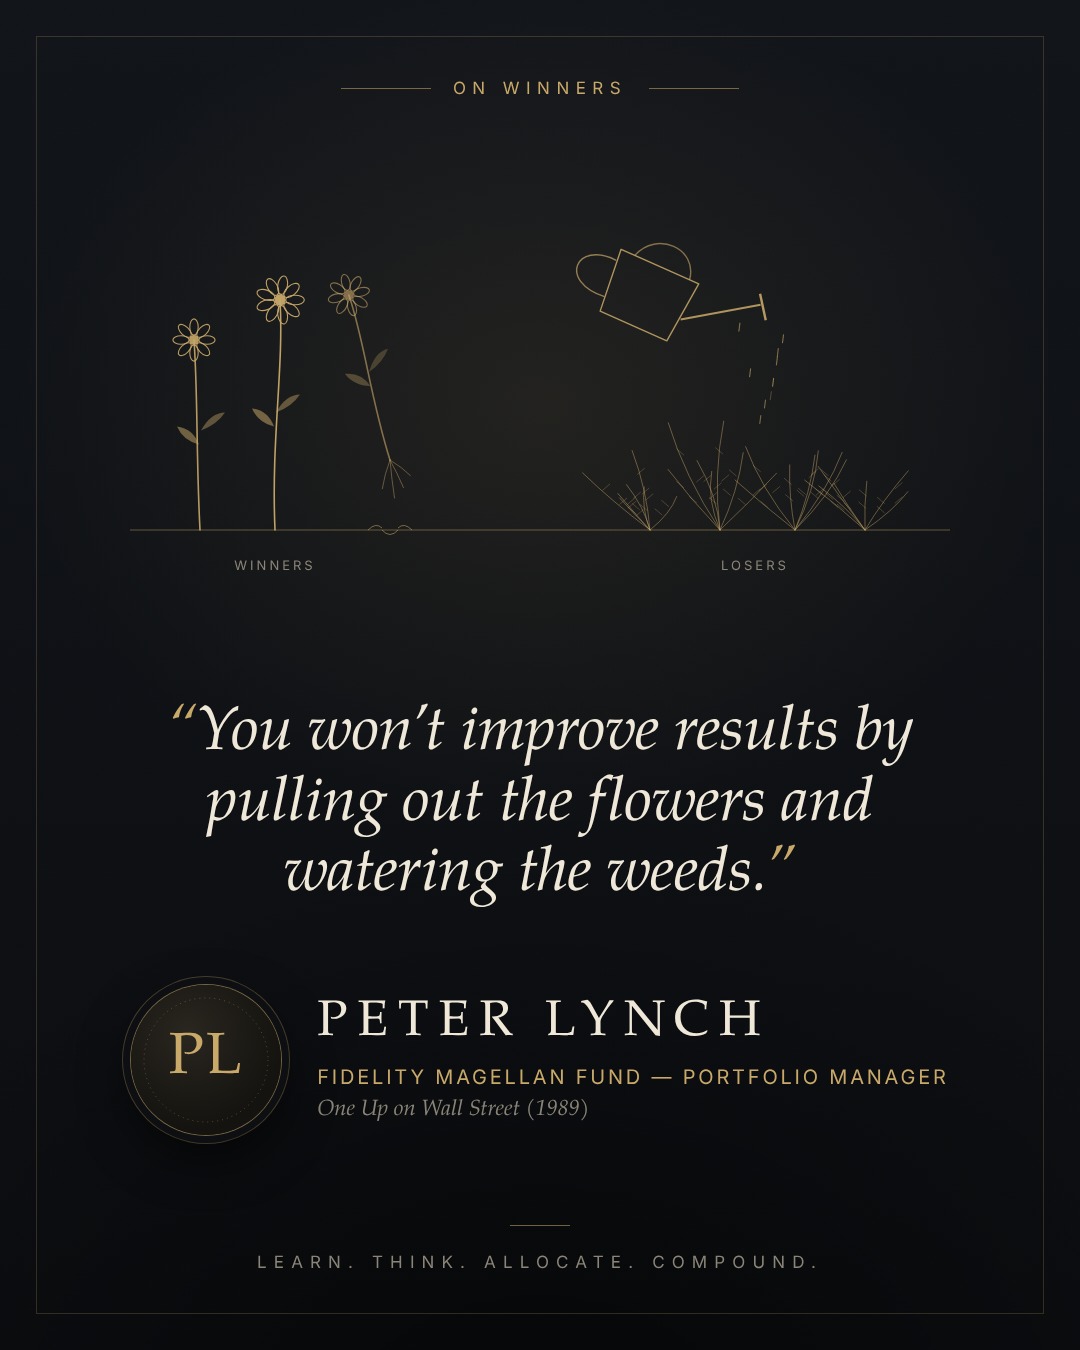 ON WINNERS
WINNERS
LOSERS
“You won’t improve results by
pulling out the flowers and
watering the weeds.”
PL
PETER LYNCH
FIDELITY MAGELLAN FUND — PORTFOLIO MANAGER
One Up on Wall Street (1989)
LEARN. THINK. ALLOCATE. COMPOUND.